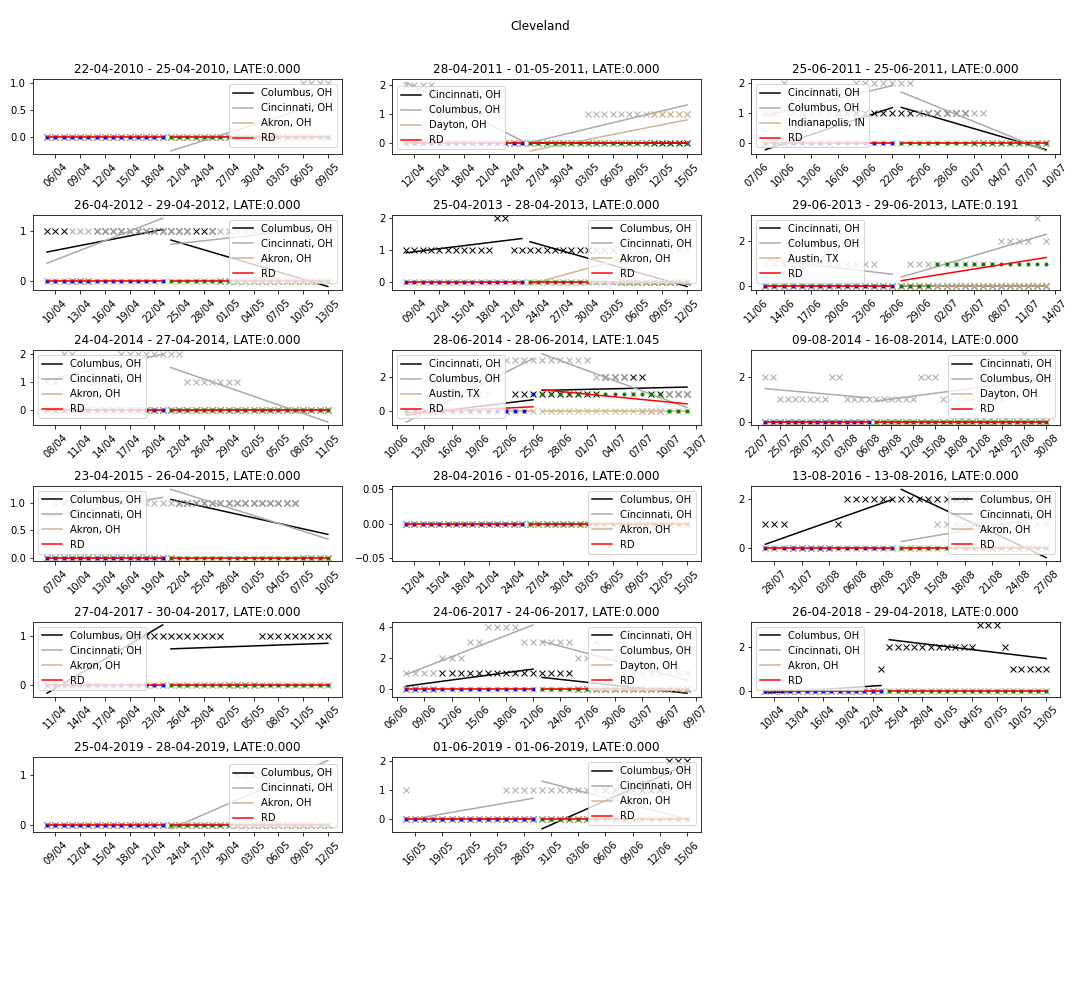 Cleveland
22-04-2010 - 25-04-2010, LATE:0.000
1.0
0.5
0.0
Columbus, OH
Cincinnati, OH
Akron, OH
RD
06/04 09/04 12/04 15/04 18/04 21/04 24/04 27/04 30/04 03/05 06/05 09/05
28-04-2011 - 01-05-2011, LATE:0.000
2
1
0
Cincinnati, OH
Columbus, OH
Dayton, OH
RD
12/04 15/04 18/04 21/04 24/04 27/04 30/04 03/05 06/05 09/05 12/05 15/05
25-06-2011 - 25-06-2011, LATE:0.000
2
1
0
Cincinnati, OH
Columbus, OH
Indianapolis, IN
RD
07/06 10/06 13/06 16/06 19/06 22/06 25/06 28/06 01/07 04/07 07/07 10/07
26-04-2012 - 29-04-2012, LATE:0.000
1
0
Columbus, OH
Cincinnati, OH
Akron, OH
RD
10/04 13/04 16/04 19/04 22/04 25/04 28/04 01/05 04/05 07/05 10/05 13/05
25-04-2013 - 28-04-2013, LATE:0.000
2
1
0
Columbus, OH
Cincinnati, OH
Akron, OH
RD
09/04 12/04 15/04 18/04 21/04 24/04 27/04 30/04 03/05 06/05 09/05 12/05
29-06-2013 - 29-06-2013, LATE:0.191
2
0
Cincinnati, OH
Columbus, OH
Austin, TX
RD
11/06 14/06 17/06 20/06 23/06 26/06 29/06 02/07 05/07 08/07 11/07 14/07
24-04-2014 - 27-04-2014, LATE:0.000
2
1
0
Columbus, OH
Cincinnati, OH
Akron, OH
RD
08/04 11/04 14/04 17/04 20/04 23/04 26/04 29/04 02/05 05/05 08/05 11/05
28-06-2014 - 28-06-2014, LATE:1.045
2
0
Cincinnati, OH
Columbus, OH
Austin, TX
RD
10/06 13/06 16/06 19/06 22/06 25/06 28/06 01/07 04/07 07/07 10/07 13/07
09-08-2014 - 16-08-2014, LATE:0.000
2
0
Cincinnati, OH
Columbus, OH
Dayton, OH
RD
22/07 25/07 28/07 31/07 03/08 06/08 09/08 12/08 15/08 18/08 21/08 24/08 27/08 30/08
23-04-2015 - 26-04-2015, LATE:0.000
1.0
0.5
0.0
Columbus, OH
Cincinnati, OH
Akron, OH
RD
07/04 10/04 13/04 16/04 19/04 22/04 25/04 28/04 01/05 04/05 07/05 10/05
28-04-2016 - 01-05-2016, LATE:0.000
0.05
0.00
−0.05
Columbus, OH
Cincinnati, OH
Akron, OH
RD
12/04 15/04 18/04 21/04 24/04 27/04 30/04 03/05 06/05 09/05 12/05 15/05
13-08-2016 - 13-08-2016, LATE:0.000
2
0
Columbus, OH
Cincinnati, OH
Akron, OH
RD
28/07 31/07 03/08 06/08 09/08 12/08 15/08 18/08 21/08 24/08 27/08
27-04-2017 - 30-04-2017, LATE:0.000
1
0
Columbus, OH
Cincinnati, OH
Akron, OH
RD
11/04 14/04 17/04 20/04 23/04 26/04 29/04 02/05 05/05 08/05 11/05 14/05
24-06-2017 - 24-06-2017, LATE:0.000
4
2
0
Cincinnati, OH
Columbus, OH
Dayton, OH
RD
06/06 09/06 12/06 15/06 18/06 21/06 24/06 27/06 30/06 03/07 06/07 09/07
26-04-2018 - 29-04-2018, LATE:0.000
2
0
Columbus, OH
Cincinnati, OH
Akron, OH
RD
10/04 13/04 16/04 19/04 22/04 25/04 28/04 01/05 04/05 07/05 10/05 13/05
25-04-2019 - 28-04-2019, LATE:0.000
1
0
Columbus, OH
Cincinnati, OH
Akron, OH
RD
09/04 12/04 15/04 18/04 21/04 24/04 27/04 30/04 03/05 06/05 09/05 12/05
01-06-2019 - 01-06-2019, LATE:0.000
2
1
0
Columbus, OH
Cincinnati, OH
Akron, OH
RD
16/05 19/05 22/05 25/05 28/05 31/05 03/06 06/06 09/06 12/06 15/06